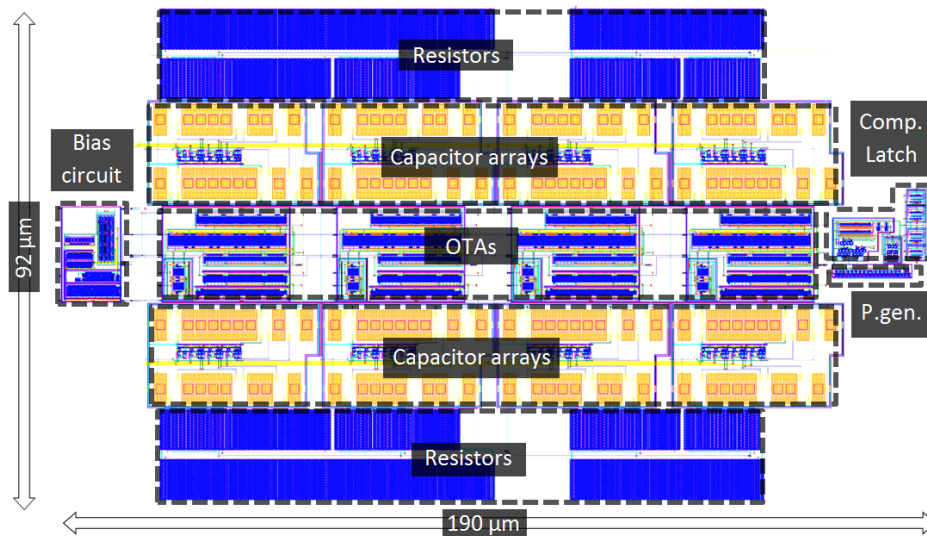 Resistors
Bias
circuit
Capacitor arrays
Comp.
Latch
92 µm
OTAs
P.gen.
Capacitor arrays
Resistors
190 µm